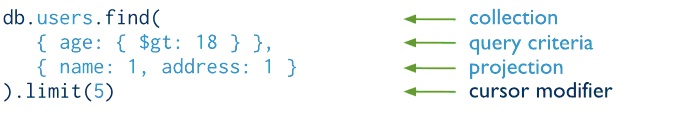 db.users.find( collection
{ age: { $gt: 18 } }, query criteria
{ name: 1, address: 1 } projection
).limit(5) cursor modifier